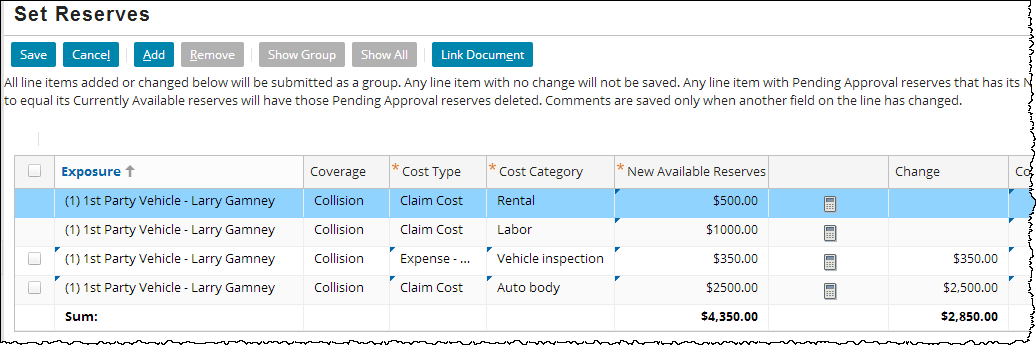 Set Reserves
Save Cancel Add Remove Show Group Show All Link Document
All line items added or changed below will be submitted as a group. Any line item with no change will not be saved. Any line item with Pending Approval reserves that has its
to equal its Currently Available reserves will have those Pending Approval reserves deleted. Comments are saved only when another field on the line has changed.
Exposure ↑ Coverage * Cost Type * Cost Category * New Available Reserves Change
(1) 1st Party Vehicle - Larry Gamney Collision Claim Cost Rental $500.00
(1) 1st Party Vehicle - Larry Gamney Collision Claim Cost Labor $1000.00
(1) 1st Party Vehicle - Larry Gamney Collision Expense - ... Vehicle inspection $350.00 $350.00
(1) 1st Party Vehicle - Larry Gamney Collision Claim Cost Auto body $2500.00 $2,500.00
Sum: $4,350.00 $2,850.00